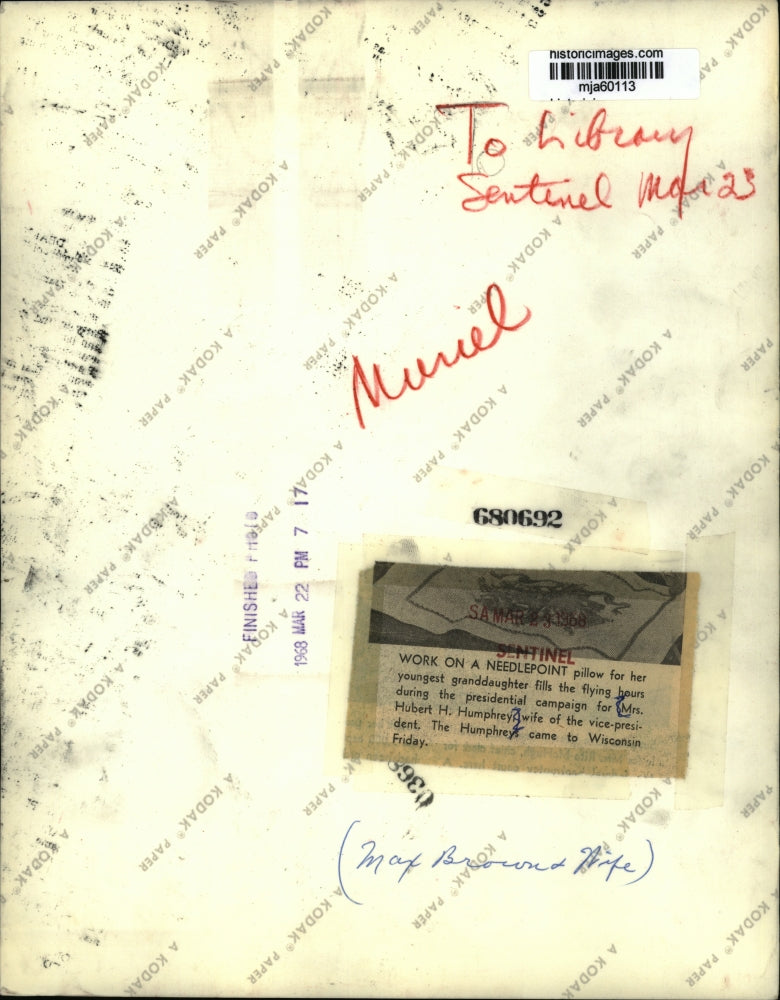 historicimages.com
mja60113
To Library
Sentinel Mar 23
Muriel
680692
FINISHED PHOTO
1968 MAR 22 PM 7 17
SA MAR 23 1968
SENTINEL
WORK ON A NEEDLEPOINT pillow for her
youngest granddaughter fills the flying hours
during the presidential campaign for Mrs.
Hubert H. Humphrey, wife of the vice-presi-
dent. The Humphreys came to Wisconsin
Friday.
(Max Brown & Wife)
A KODAK® PAPER